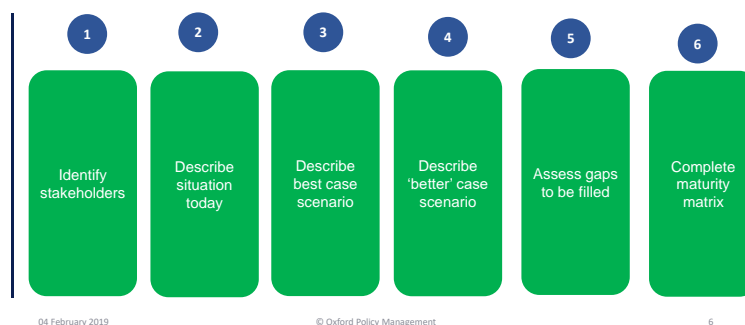 1
2
3
4
5
6
Identify
stakeholders
Describe
situation
today
Describe
best case
scenario
Describe
‘better’ case
scenario
Assess gaps
to be filled
Complete
maturity
matrix
04 February 2019
© Oxford Policy Management
6